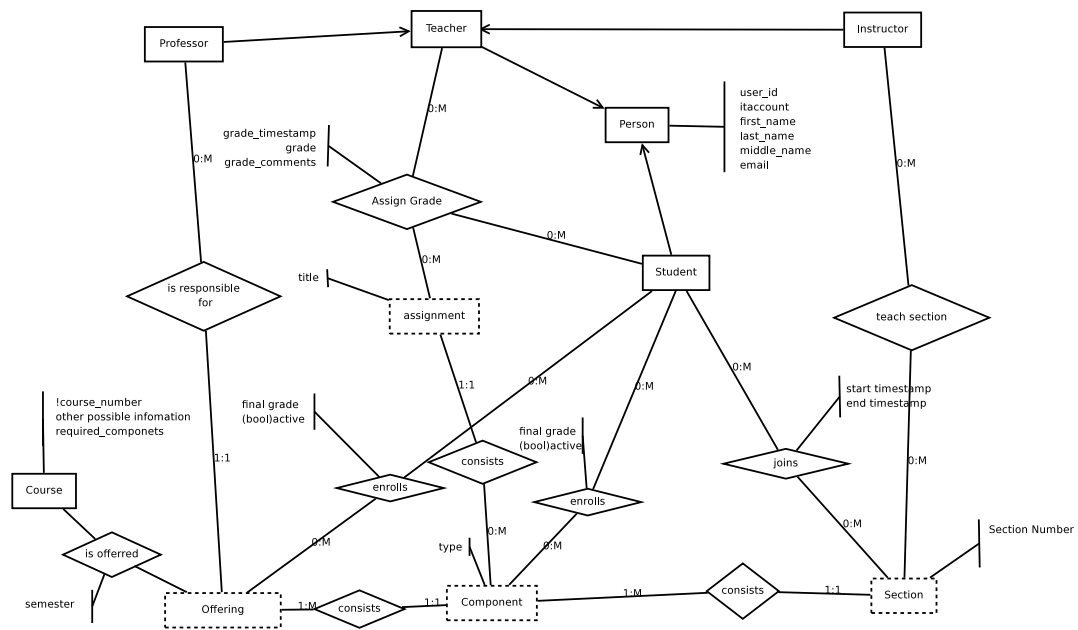 Teacher
Professor
Instructor
user_id
itaccount
first_name
last_name
middle_name
email
Person
0:M
grade_timestamp
grade
grade_comments
0:M
0:M
Assign Grade
0:M
0:M
Student
title
is responsible
for
assignment
teach section
1:1
0:M
0:M
0:M
start timestamp
end timestamp
!course_number
other possible infomation
required_componets
final grade
(bool)active
final grade
(bool)active
1:1
consists
0:M
joins
Course
enrolls
enrolls
0:M
0:M
0:M
0:M
Section Number
is offerred
type
semester
Offering
1:M
consists
1:1
Component
1:M
consists
1:1
Section